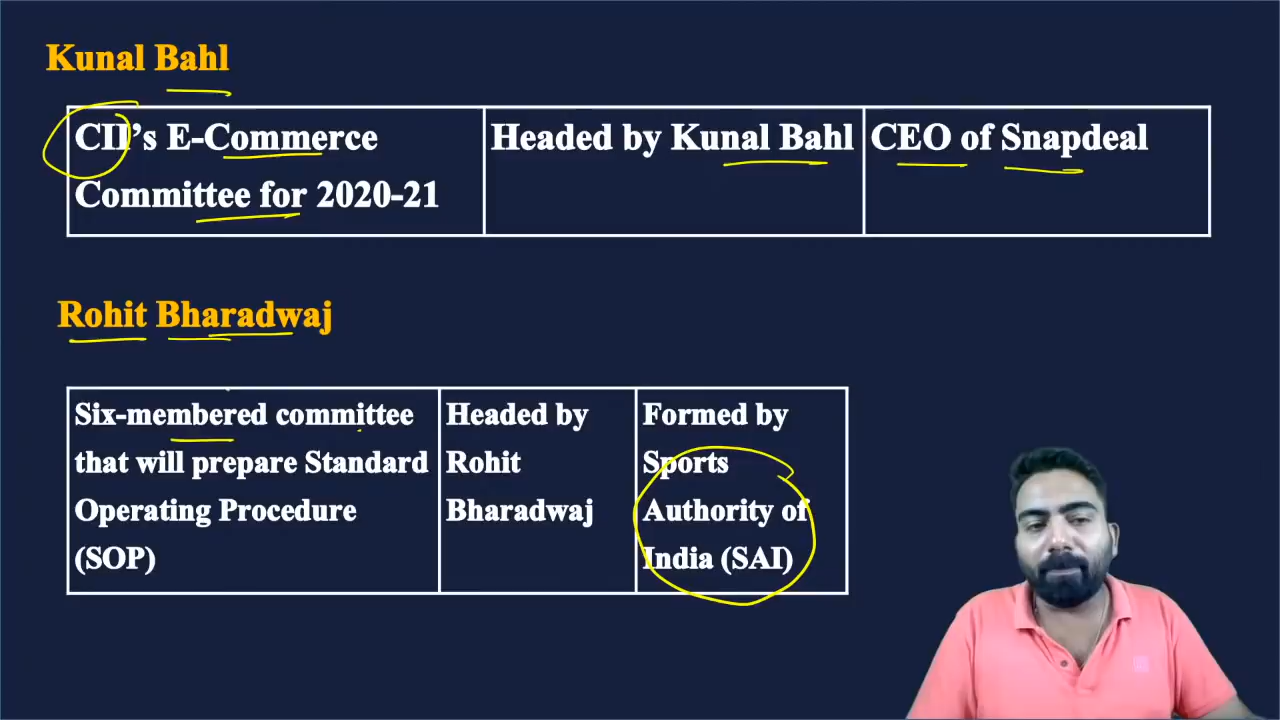 Kunal Bahl
CII's E-Commerce
Committee for 2020-21
Headed by Kunal Bahl
CEO of Snapdeal
Rohit Bharadwaj
Six-membered committee
that will prepare Standard
Operating Procedure
(SOP)
Headed by
Rohit
Bharadwaj
Formed by
Sports
Authority of
India (SAI)